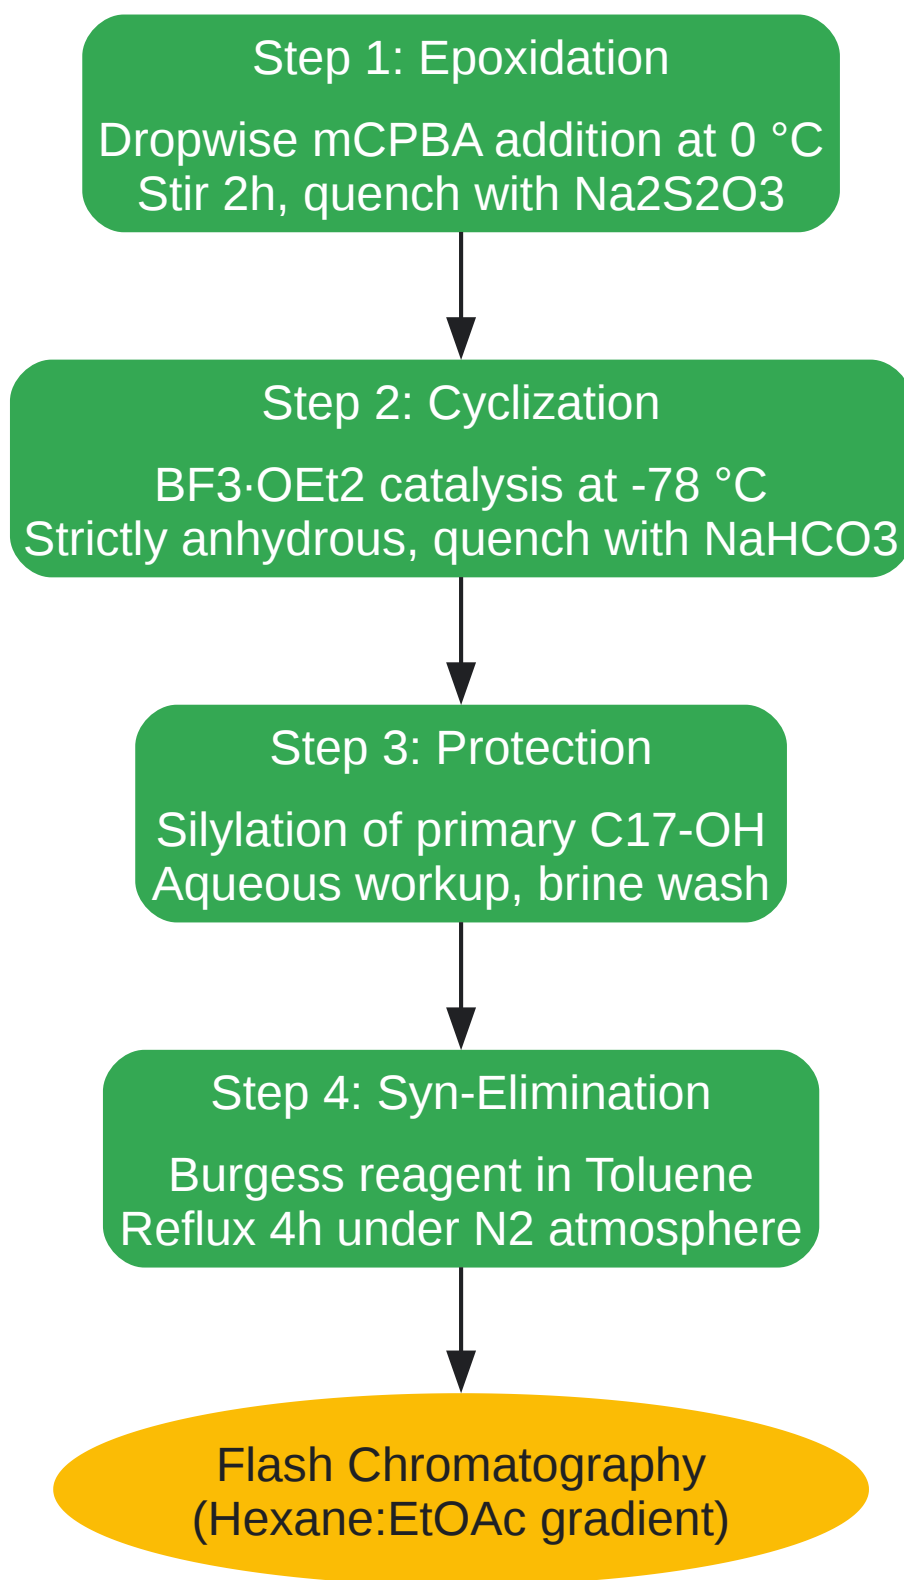 Step 1: Epoxidation
Dropwise mCPBA addition at 0 °C
Stir 2h, quench with Na2S2O3
Step 2: Cyclization
BF3·OEt2 catalysis at -78 °C
Strictly anhydrous, quench with NaHCO3
Step 3: Protection
Silylation of primary C17-OH
Aqueous workup, brine wash
Step 4: Syn-Elimination
Burgess reagent in Toluene
Reflux 4h under N2 atmosphere
Flash Chromatography
(Hexane:EtOAc gradient)